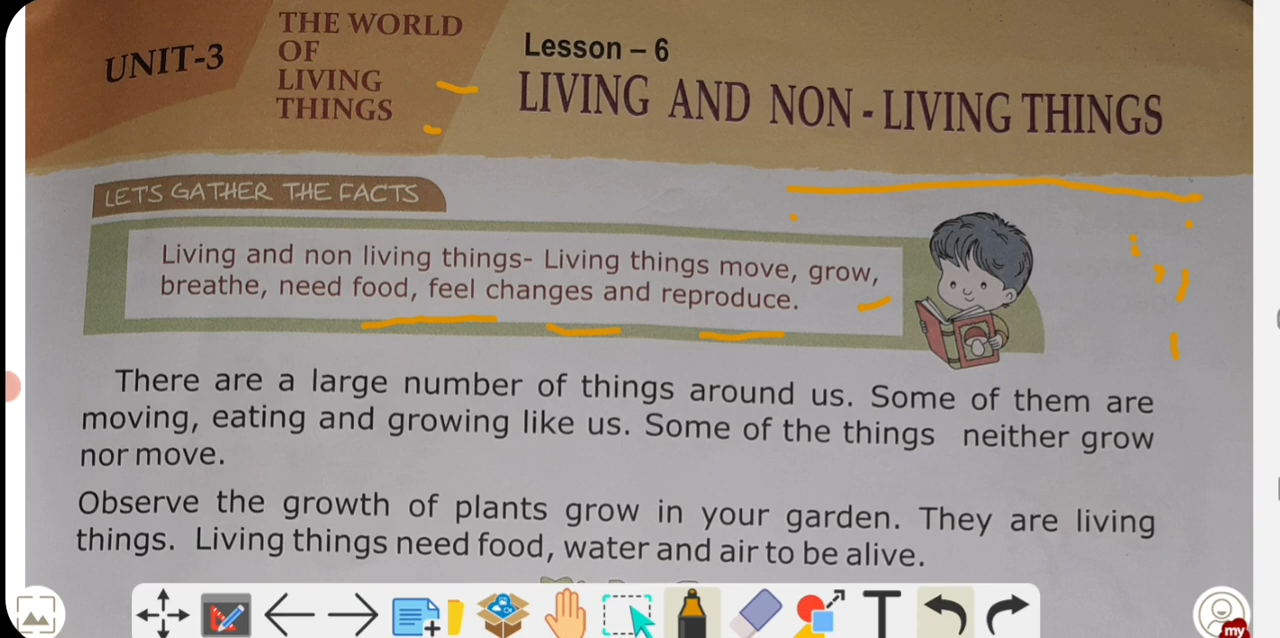 UNIT-3
THE WORLD
OF
LIVING
THINGS
Lesson – 6
LIVING AND NON - LIVING THINGS
LETS GATHER THE FACTS
Living and non living things- Living things move, grow,
breathe, need food, feel changes and reproduce.
There are a large number of things around us. Some of them are
moving, eating and growing like us. Some of the things neither grow
nor move.
Observe the growth of plants grow in your garden. They are living
things. Living things need food, water and air to be alive.
T
my